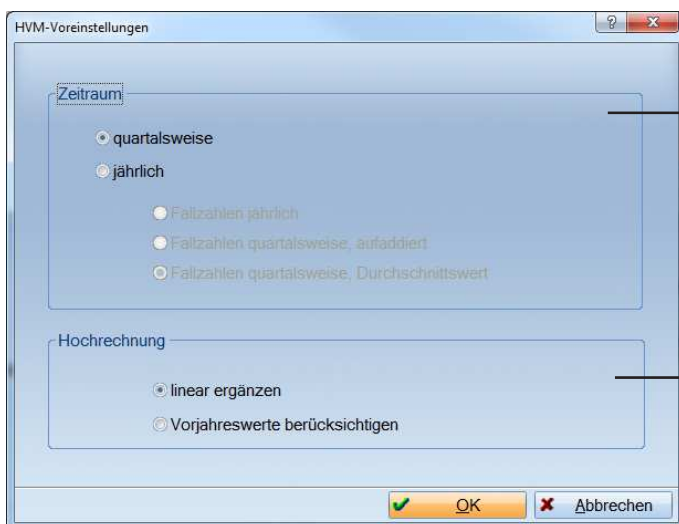 HVM-Voreinstellungen
Zeitraum
quartalsweise
jährlich
Fallzahlen jährlich
Fallzahlen quartalsweise, aufaddiert
Fallzahlen quartalsweise, Durchschnittswert
Hochrechnung
linear ergänzen
Vorjahreswerte berücksichtigen
OK
Abbrechen